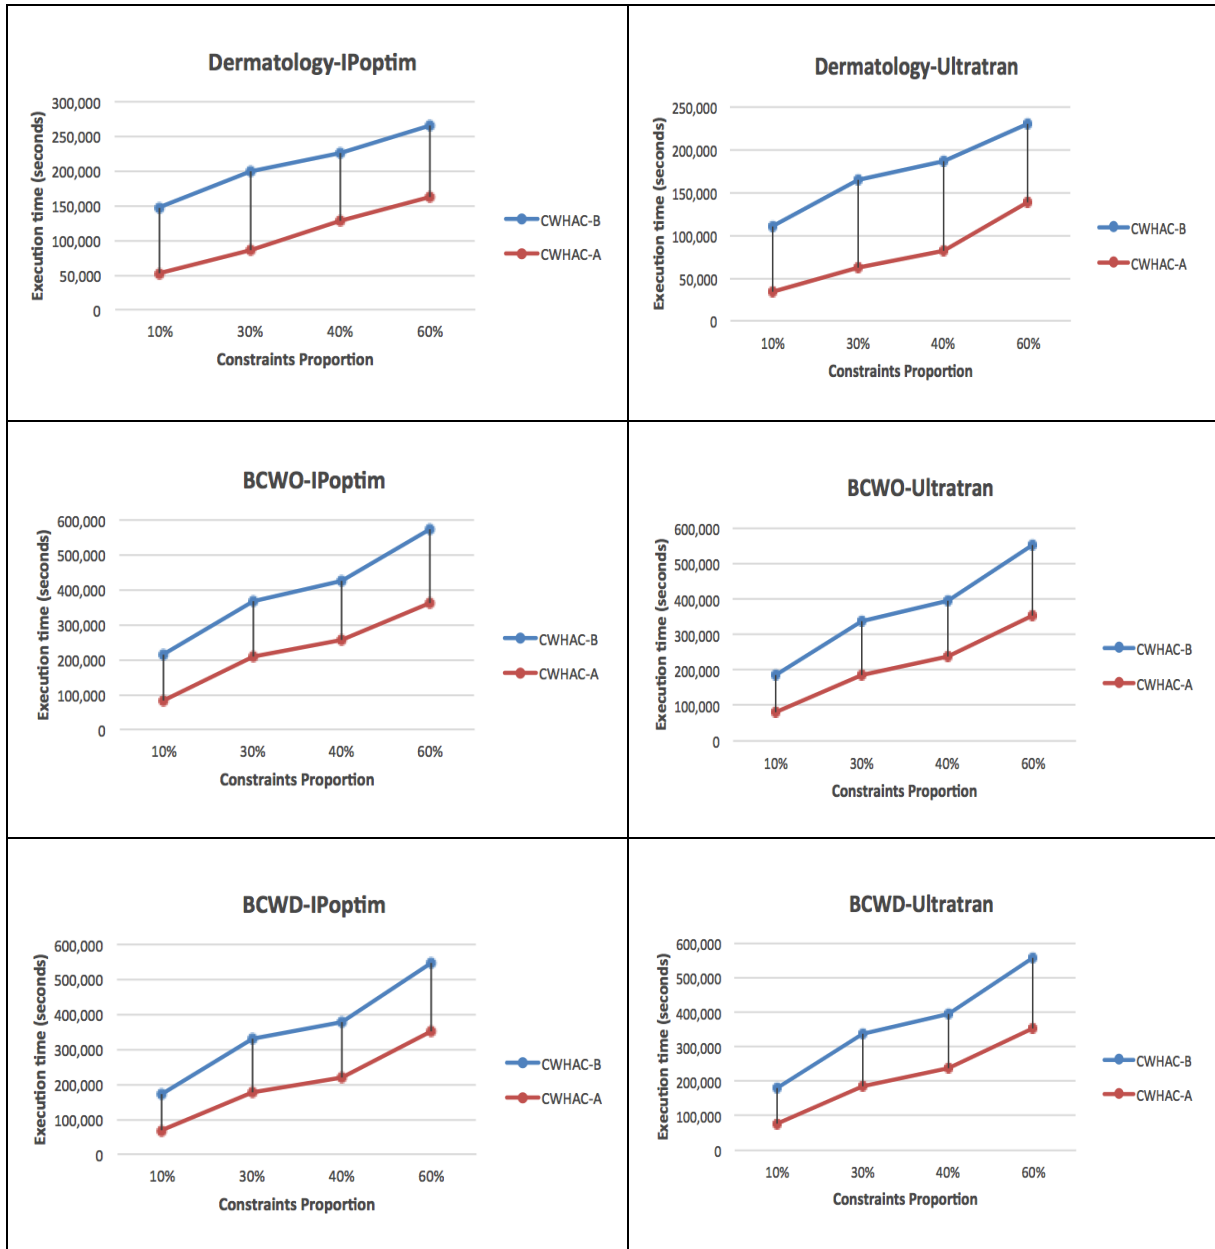 Dermatology-IPoptim
Execution time (seconds)
300,000
250,000
200,000
150,000
100,000
50,000
0
10% 30% 40% 60%
Constraints Proportion
CWHAC-B
CWHAC-A
Dermatology-Ultratran
Execution time (seconds)
250,000
200,000
150,000
100,000
50,000
0
10% 30% 40% 60%
Constraints Proportion
CWHAC-B
CWHAC-A
BCWO-IPoptim
Execution time (seconds)
600,000
500,000
400,000
300,000
200,000
100,000
0
10% 30% 40% 60%
Constraints Proportion
CWHAC-B
CWHAC-A
BCWO-Ultratran
Execution time (seconds)
600,000
500,000
400,000
300,000
200,000
100,000
0
10% 30% 40% 60%
Constraints Proportion
CWHAC-B
CWHAC-A
BCWD-IPoptim
Execution time (seconds)
600,000
500,000
400,000
300,000
200,000
100,000
0
10% 30% 40% 60%
Constraints Proportion
CWHAC-B
CWHAC-A
BCWD-Ultratran
Execution time (seconds)
600,000
500,000
400,000
300,000
200,000
100,000
0
10% 30% 40% 60%
Constraints Proportion
CWHAC-B
CWHAC-A